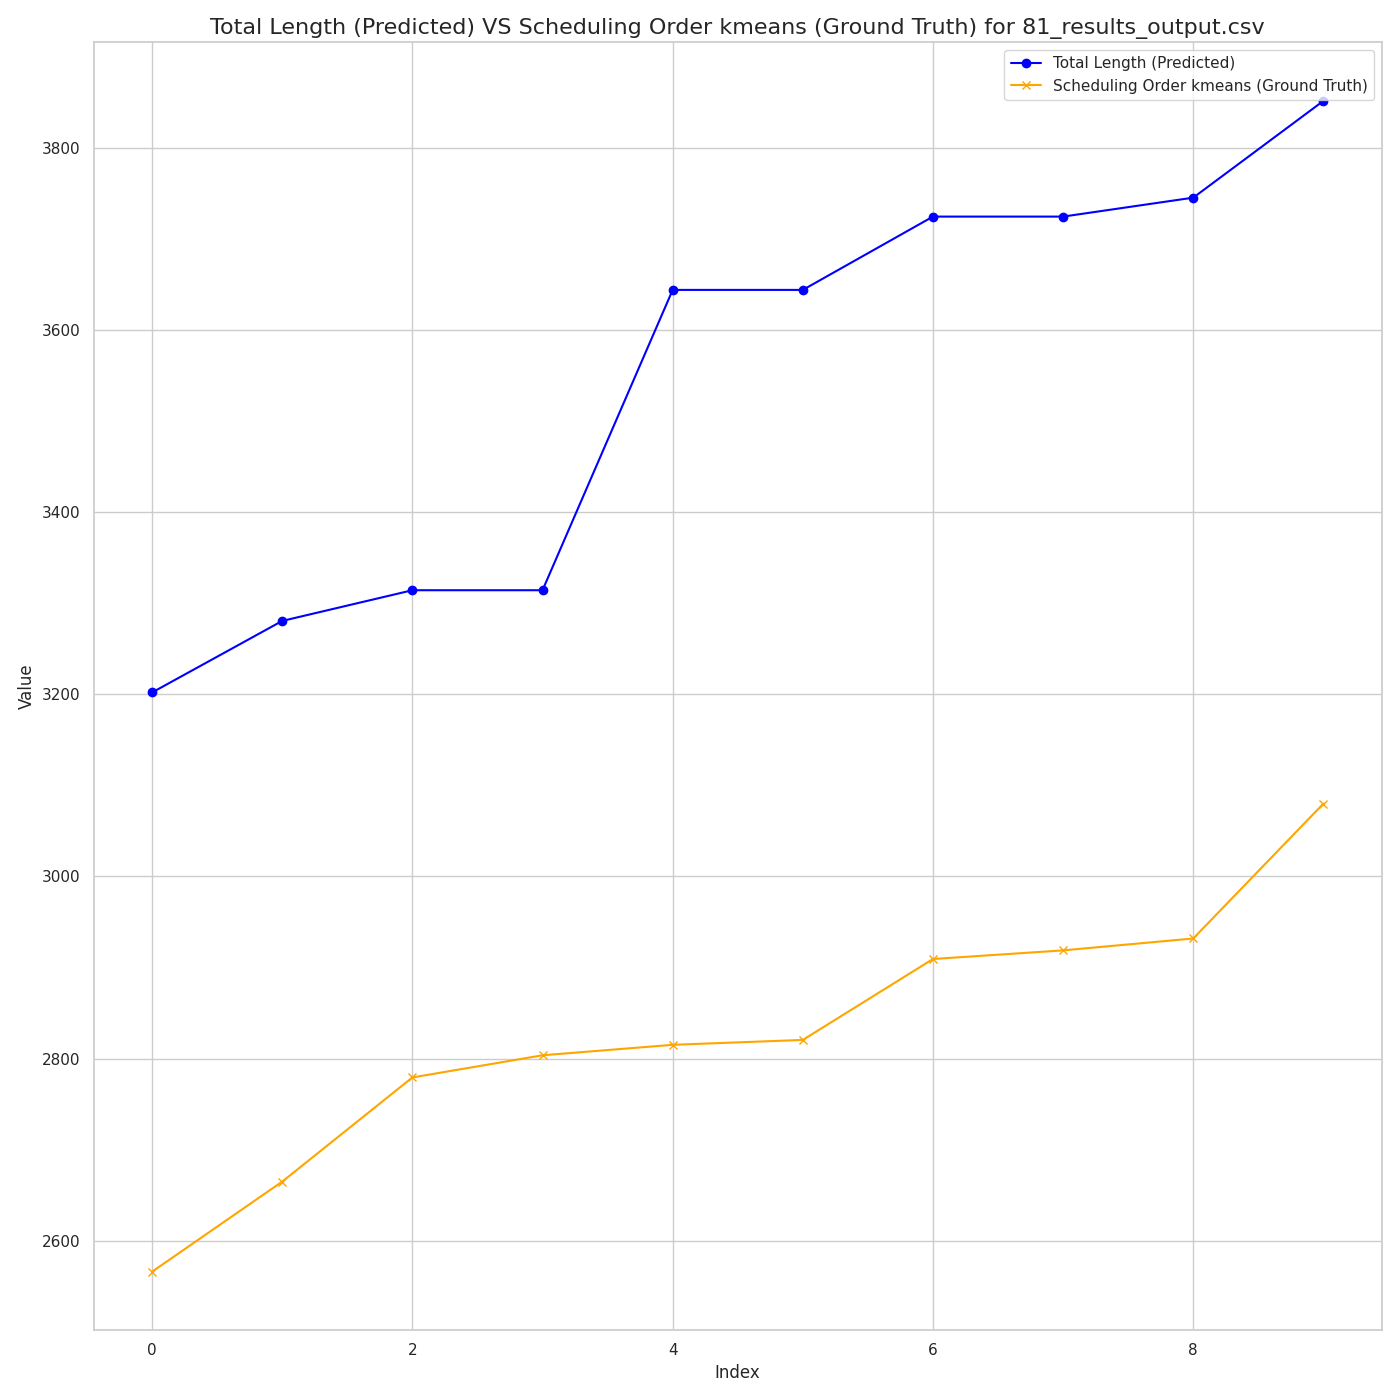 Total Length (Predicted) VS Scheduling Order kmeans (Ground Truth) for 81_results_output.csv
Total Length (Predicted)
Scheduling Order kmeans (Ground Truth)
3800
3600
3400
3200
3000
2800
2600
Value
0 2 4 6 8
Index